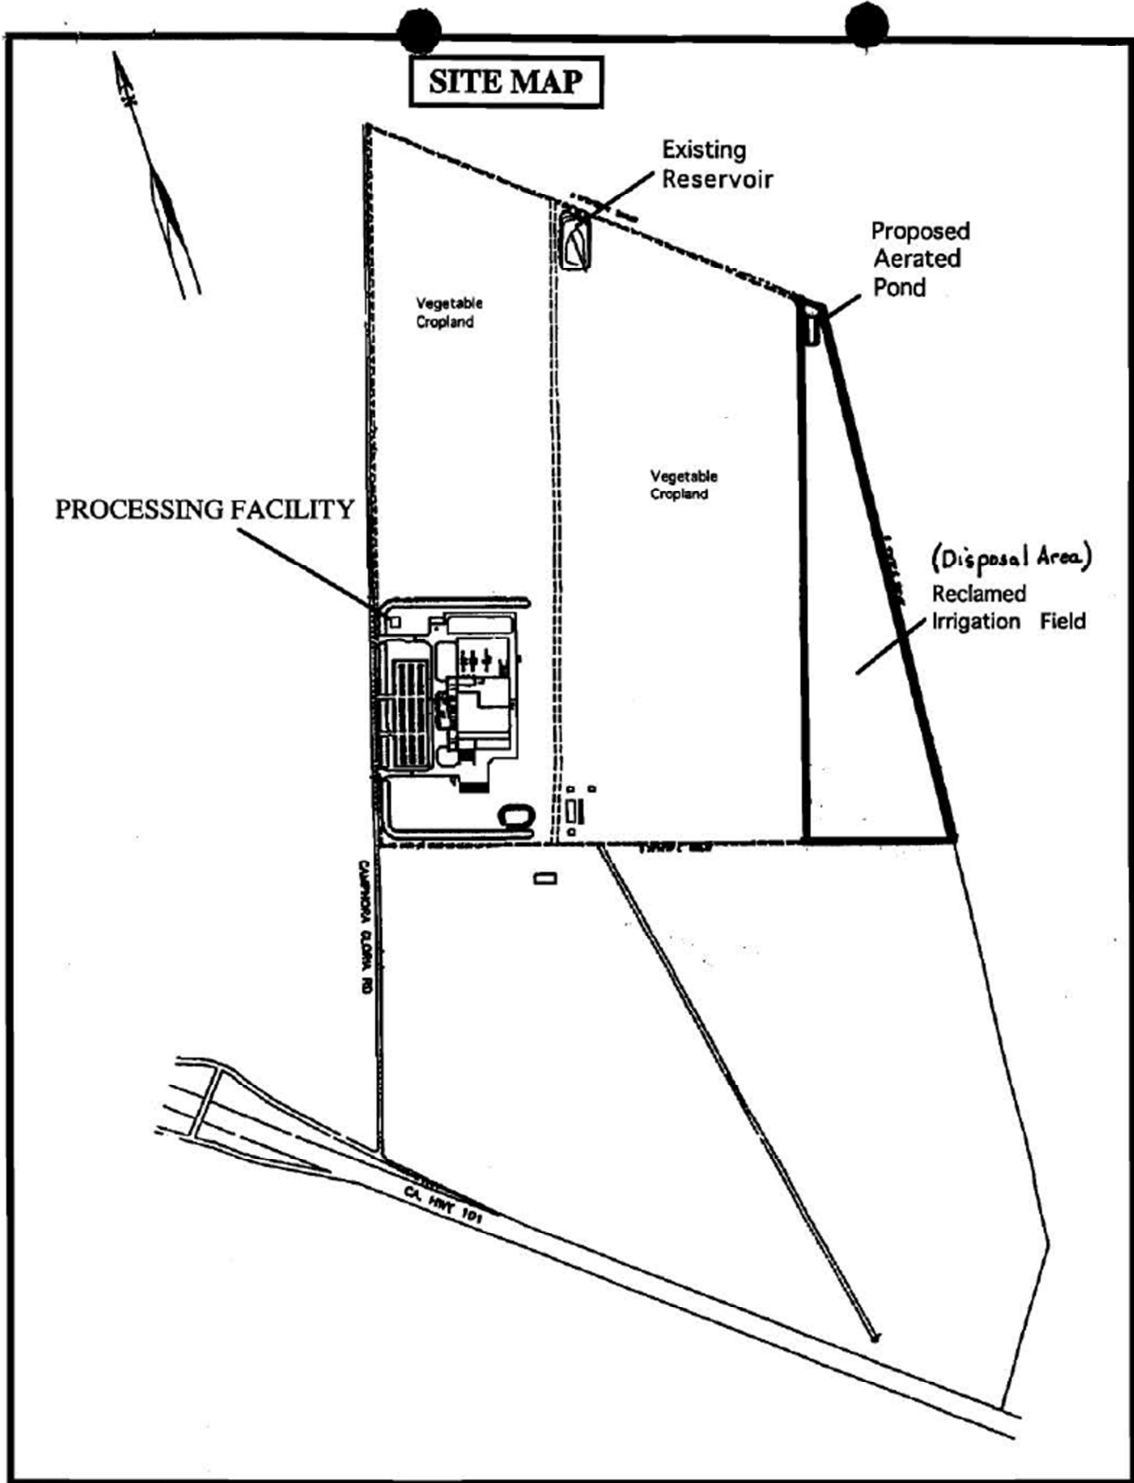 SITE MAP
N
Existing
Reservoir
Proposed
Aerated
Pond
Vegetable
Cropland
Vegetable
Cropland
PROCESSING FACILITY
(Disposal Area)
Reclamed
Irrigation Field
CAMPHORA GLORIA RD
CA. HWY 101